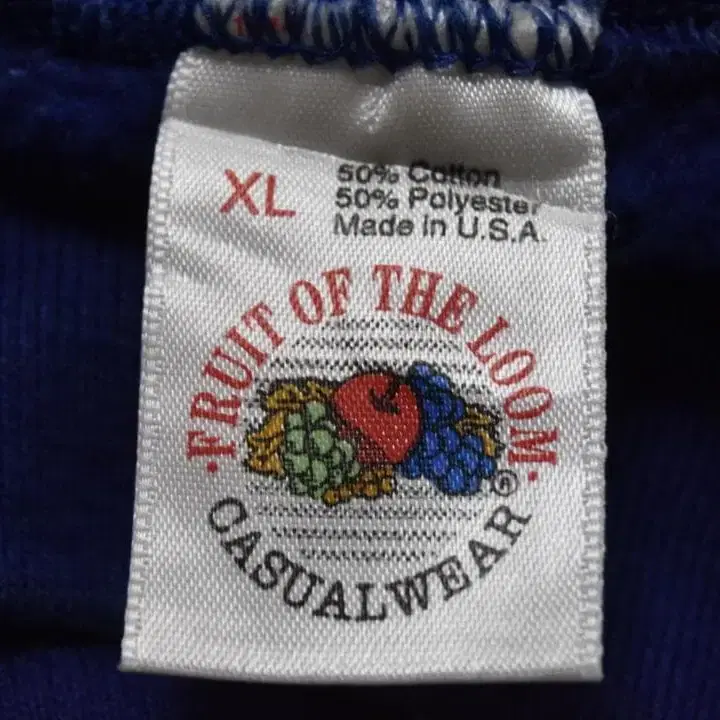 XL
50% Cotton
50% Polyester
Made in U.S.A.
·FRUIT OF THE LOOM·
®
CASUALWEAR